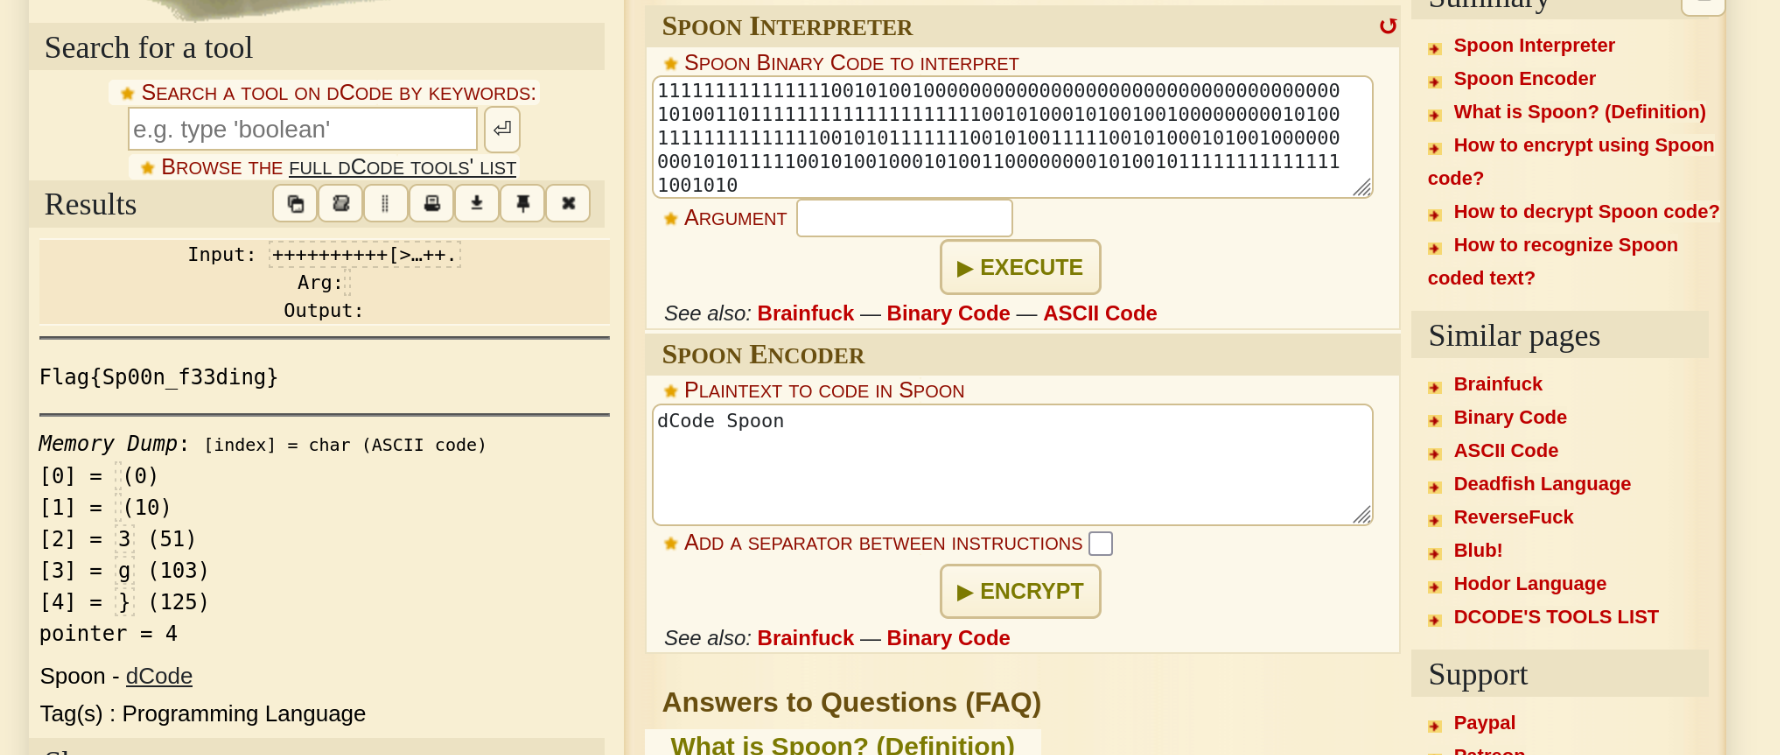 Search for a tool
SEARCH A TOOL ON DCODE BY KEYWORDS:
e.g. type 'boolean'
BROWSE THE FULL DCODE TOOLS' LIST
Results
Input: ++++++++++[>…++.
Arg:
Output:
Flag{Sp00n_f33ding}
Memory Dump: [index] = char (ASCII code)
[0] = (0)
[1] = (10)
[2] = 3 (51)
[3] = g (103)
[4] = } (125)
pointer = 4
Spoon - dCode
Tag(s) : Programming Language
SPOON INTERPRETER
SPOON BINARY CODE TO INTERPRET
1001010
ARGUMENT
▶ EXECUTE
See also: Brainfuck — Binary Code — ASCII Code
SPOON ENCODER
PLAINTEXT TO CODE IN SPOON
dCode Spoon
ADD A SEPARATOR BETWEEN INSTRUCTIONS
▶ ENCRYPT
See also: Brainfuck — Binary Code
Answers to Questions (FAQ)
What is Spoon? (Definition)
Summary
Spoon Interpreter
Spoon Encoder
What is Spoon? (Definition)
How to encrypt using Spoon
code?
How to decrypt Spoon code?
How to recognize Spoon
coded text?
Similar pages
Brainfuck
Binary Code
ASCII Code
Deadfish Language
ReverseFuck
Blub!
Hodor Language
DCODE'S TOOLS LIST
Support
Paypal
Patreon